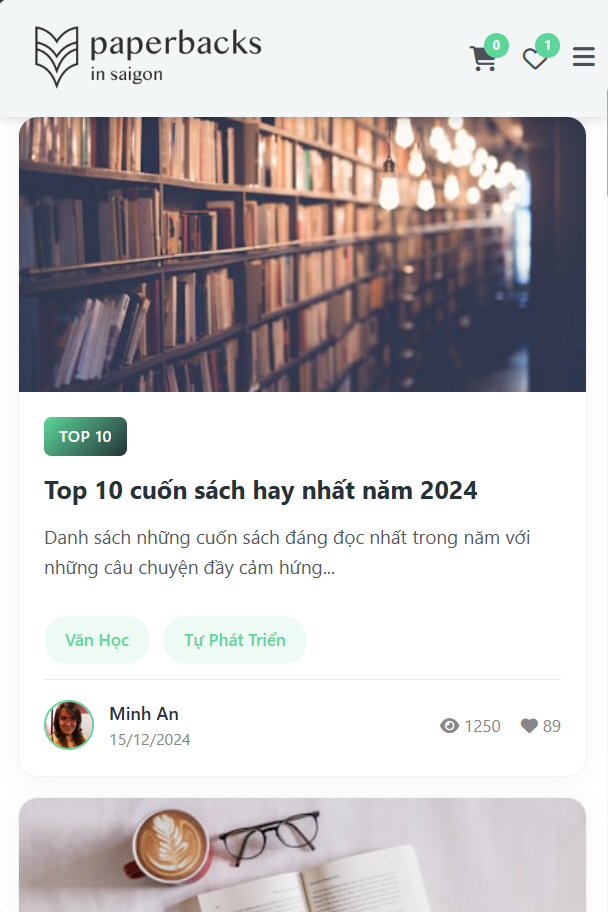 paperbacks
in saigon
0
1
TOP 10
Top 10 cuốn sách hay nhất năm 2024
Danh sách những cuốn sách đáng đọc nhất trong năm với
những câu chuyện đầy cảm hứng...
Văn Học
Tự Phát Triển
Minh An
15/12/2024
1250
89